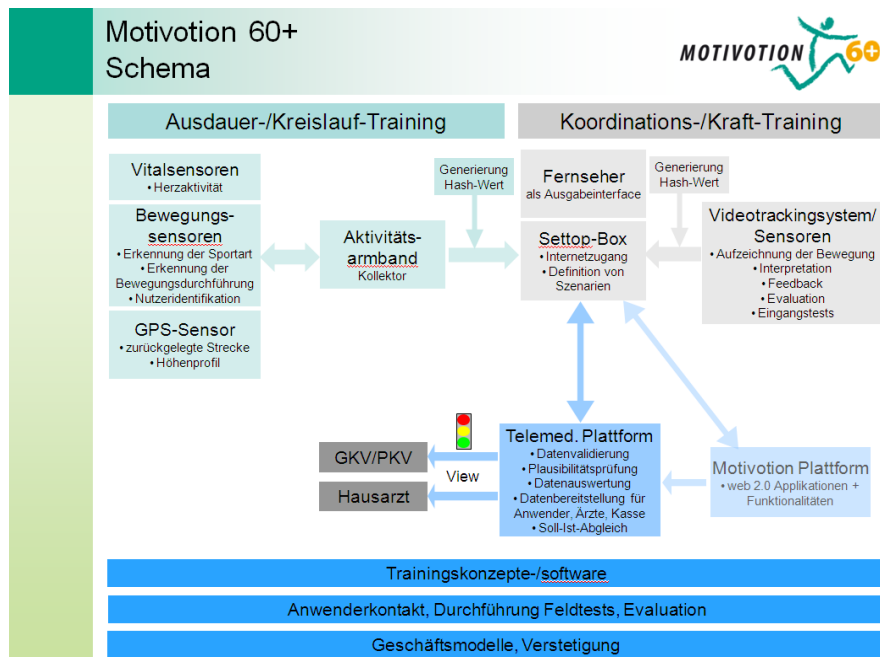 Motivotion 60+
Schema
MOTIVOTION 60+
Ausdauer-/Kreislauf-Training
Koordinations-/Kraft-Training
Vitalsensoren
• Herzaktivität
Bewegungs-
sensoren
• Erkennung der Sportart
• Erkennung der
Bewegungsdurchführung
• Nutzeridentifikation
GPS-Sensor
• zurückgelegte Strecke
• Höhenprofil
Aktivitäts-
armband
Kollektor
Generierung
Hash-Wert
Fernseher
als Ausgabeinterface
Settop-Box
• Internetzugang
• Definition von
Szenarien
Generierung
Hash-Wert
Videotrackingsystem/
Sensoren
• Aufzeichnung der Bewegung
• Interpretation
• Feedback
• Evaluation
• Eingangstests
GKV/PKV
Hausarzt
View
Telemed. Plattform
• Datenvalidierung
• Plausibilitätsprüfung
• Datenauswertung
• Datenbereitstellung für
Anwender, Ärzte, Kasse
• Soll-Ist-Abgleich
Motivotion Plattform
• web 2.0 Applikationen +
Funktionalitäten
Trainingskonzepte-/software
Anwenderkontakt, Durchführung Feldtests, Evaluation
Geschäftsmodelle, Verstetigung